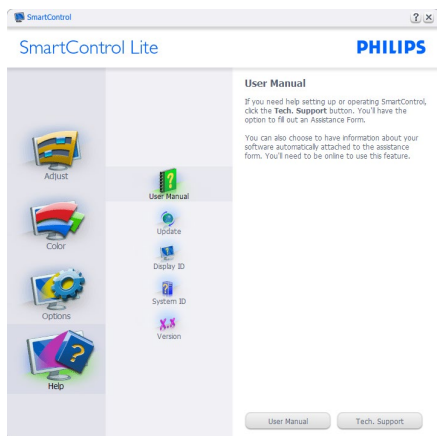 SmartControl
SmartControl Lite
PHILIPS
Adjust
Color
Options
Help
User Manual
Update
Display ID
System ID
X.X
Version
User Manual
If you need help setting up or operating SmartControl,
click the Tech. Support button. You'll have the
option to fill out an Assistance Form.
You can also choose to have information about your
software automatically attached to the assistance
form. You'll need to be online to use this feature.
User Manual
Tech. Support